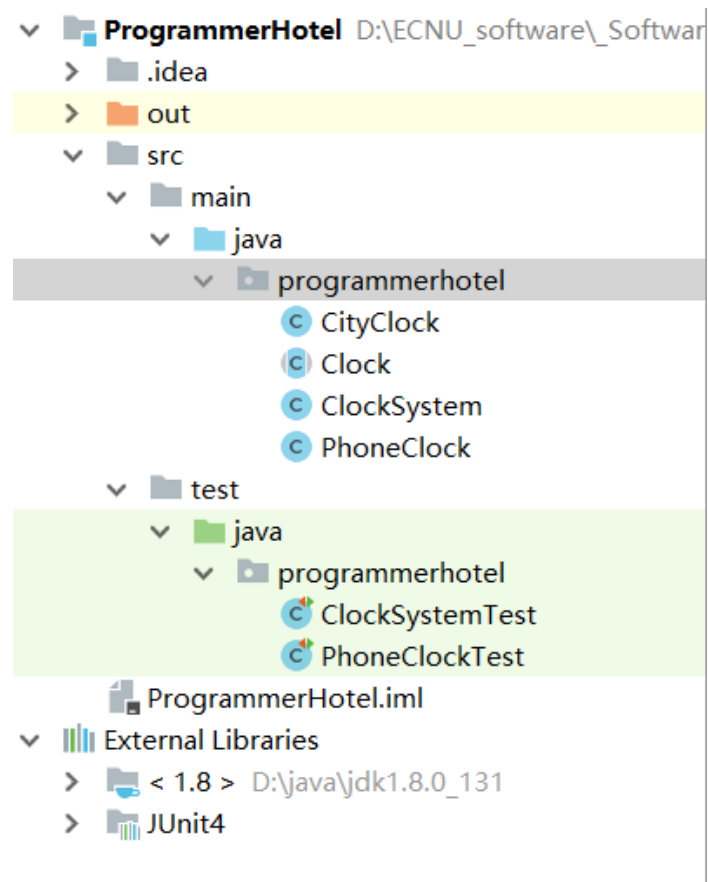 ProgrammerHotel D:\ECNU_software\_Softwar
.idea
out
src
main
java
programmerhotel
CityClock
Clock
ClockSystem
PhoneClock
test
java
programmerhotel
ClockSystemTest
PhoneClockTest
ProgrammerHotel.iml
External Libraries
< 1.8 > D:\java\jdk1.8.0_131
JUnit4